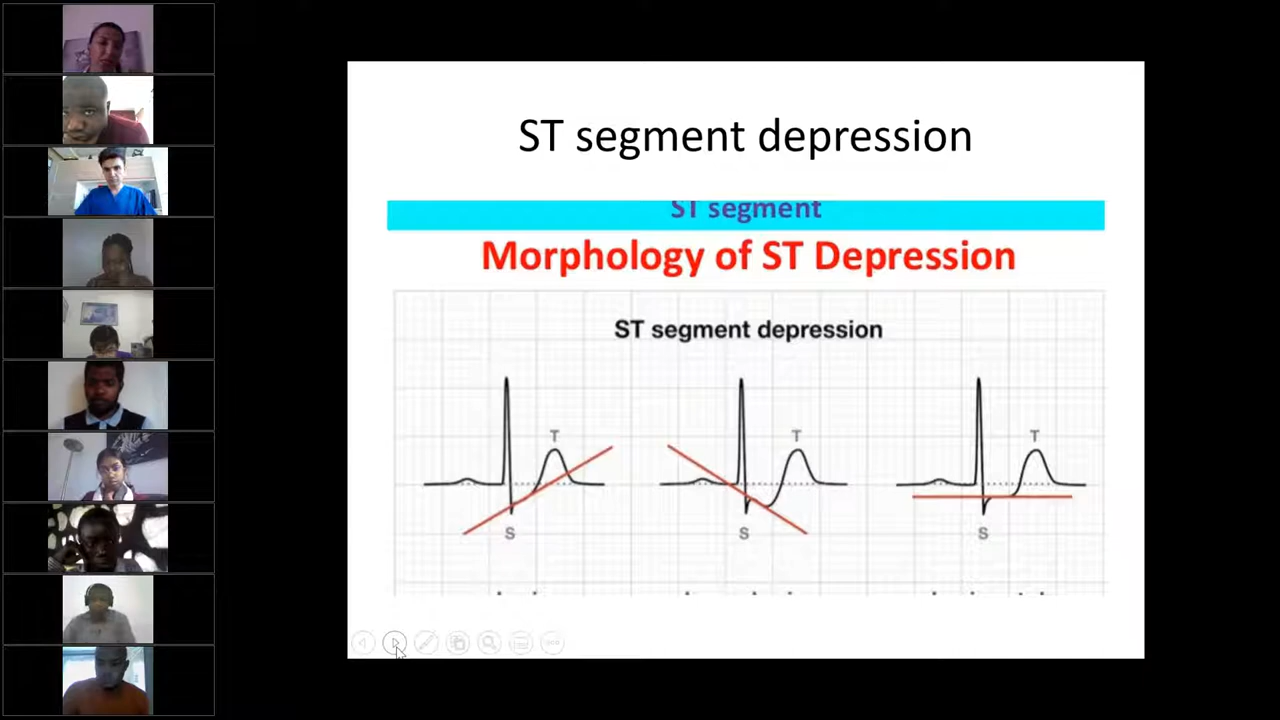 ST segment depression
ST segment
Morphology of ST Depression
ST segment depression
T T T
S S S